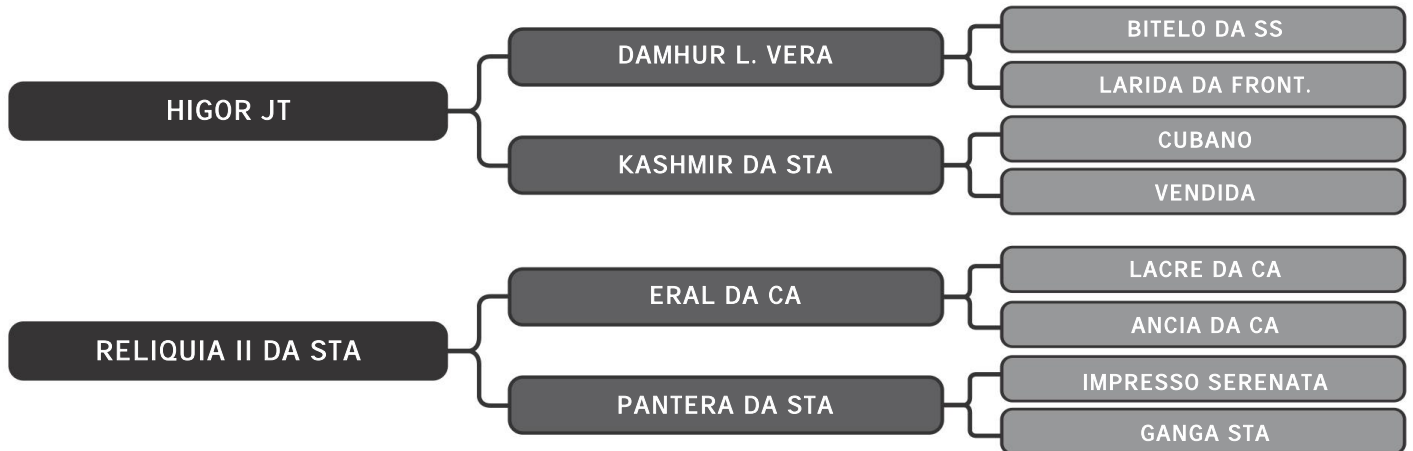 HIGOR JT
DAMHUR L. VERA
BITELO DA SS
LARIDA DA FRONT.
KASHMIR DA STA
CUBANO
VENDIDA
RELIQUIA II DA STA
ERAL DA CA
LACRE DA CA
ANCIA DA CA
PANTERA DA STA
IMPRESSO SERENATA
GANGA STA